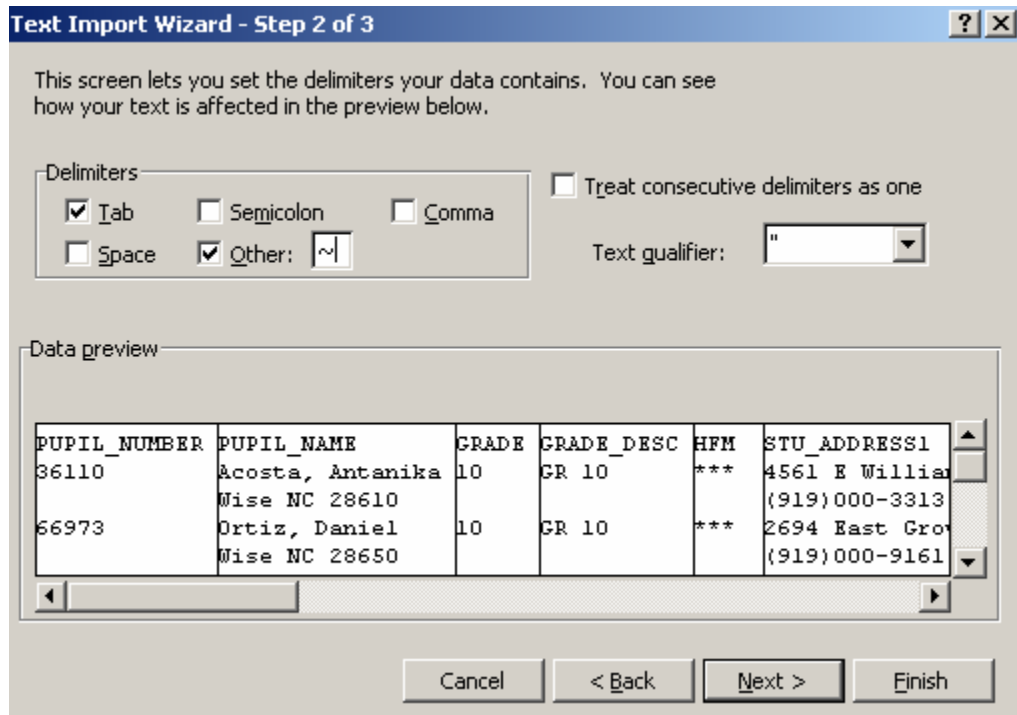 Text Import Wizard - Step 2 of 3
This screen lets you set the delimiters your data contains. You can see
how your text is affected in the preview below.
Delimiters
Tab Semicolon Comma
Space Other: ~
Treat consecutive delimiters as one
Text qualifier: "
Data preview
PUPIL_NUMBER PUPIL_NAME GRADE GRADE_DESC HFM STU_ADDRESS1
36110 Acosta, Antanika 10 GR 10 *** 4561 E Willia
Wise NC 28610 (919)000-3313
66973 Ortiz, Daniel 10 GR 10 *** 2694 East Gro
Wise NC 28650 (919)000-9161
Cancel < Back Next > Finish